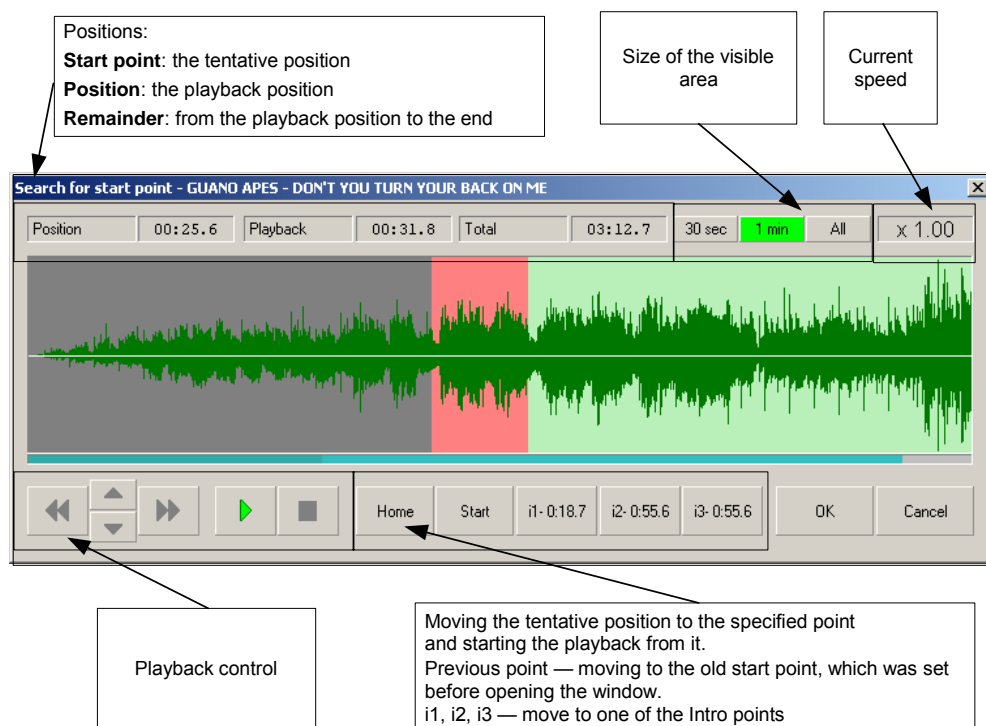 Positions:
Start point: the tentative position
Position: the playback position
Remainder: from the playback position to the end
Size of the visible
area
Current
speed
Search for start point - GUANO APES - DON'T YOU TURN YOUR BACK ON ME
Position 00:25.6 Playback 00:31.8 Total 03:12.7 30 sec 1 min All x 1.00
Home Start i1- 0:18.7 i2- 0:55.6 i3- 0:55.6 OK Cancel
Playback control
Moving the tentative position to the specified point
and starting the playback from it.
Previous point — moving to the old start point, which was set
before opening the window.
i1, i2, i3 — move to one of the Intro points